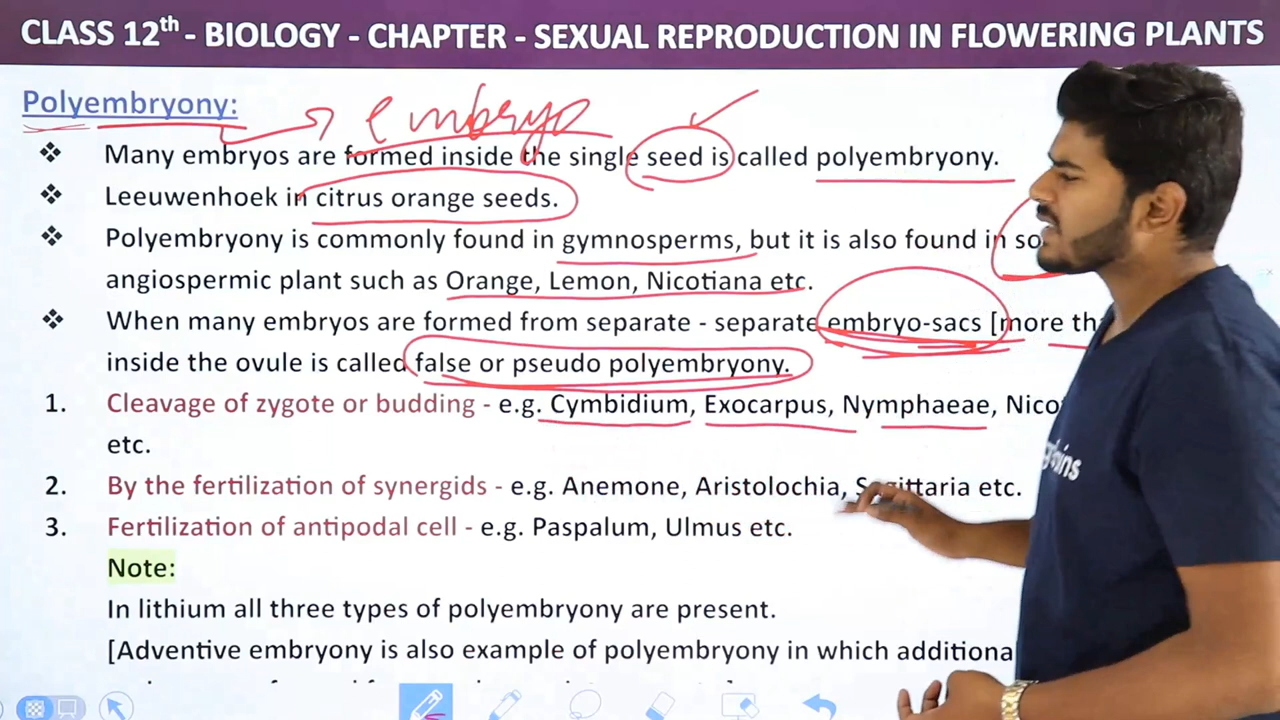 CLASS 12th - BIOLOGY - CHAPTER - SEXUAL REPRODUCTION IN FLOWERING PLANTS
Polyembryony:
embryo
❖ Many embryos are formed inside the single seed is called polyembryony.
❖ Leeuwenhoek in citrus orange seeds.
❖ Polyembryony is commonly found in gymnosperms, but it is also found in
angiospermic plant such as Orange, Lemon, Nicotiana etc.
❖ When many embryos are formed from separate - separate embryo-sacs [more
inside the ovule is called false or pseudo polyembryony.
1. Cleavage of zygote or budding - e.g. Cymbidium, Exocarpus, Nymphaeae,
etc.
2. By the fertilization of synergids - e.g. Anemone, Aristolochia, Sagittaria etc.
3. Fertilization of antipodal cell - e.g. Paspalum, Ulmus etc.
Note:
In lithium all three types of polyembryony are present.
[Adventive embryony is also example of polyembryony in which